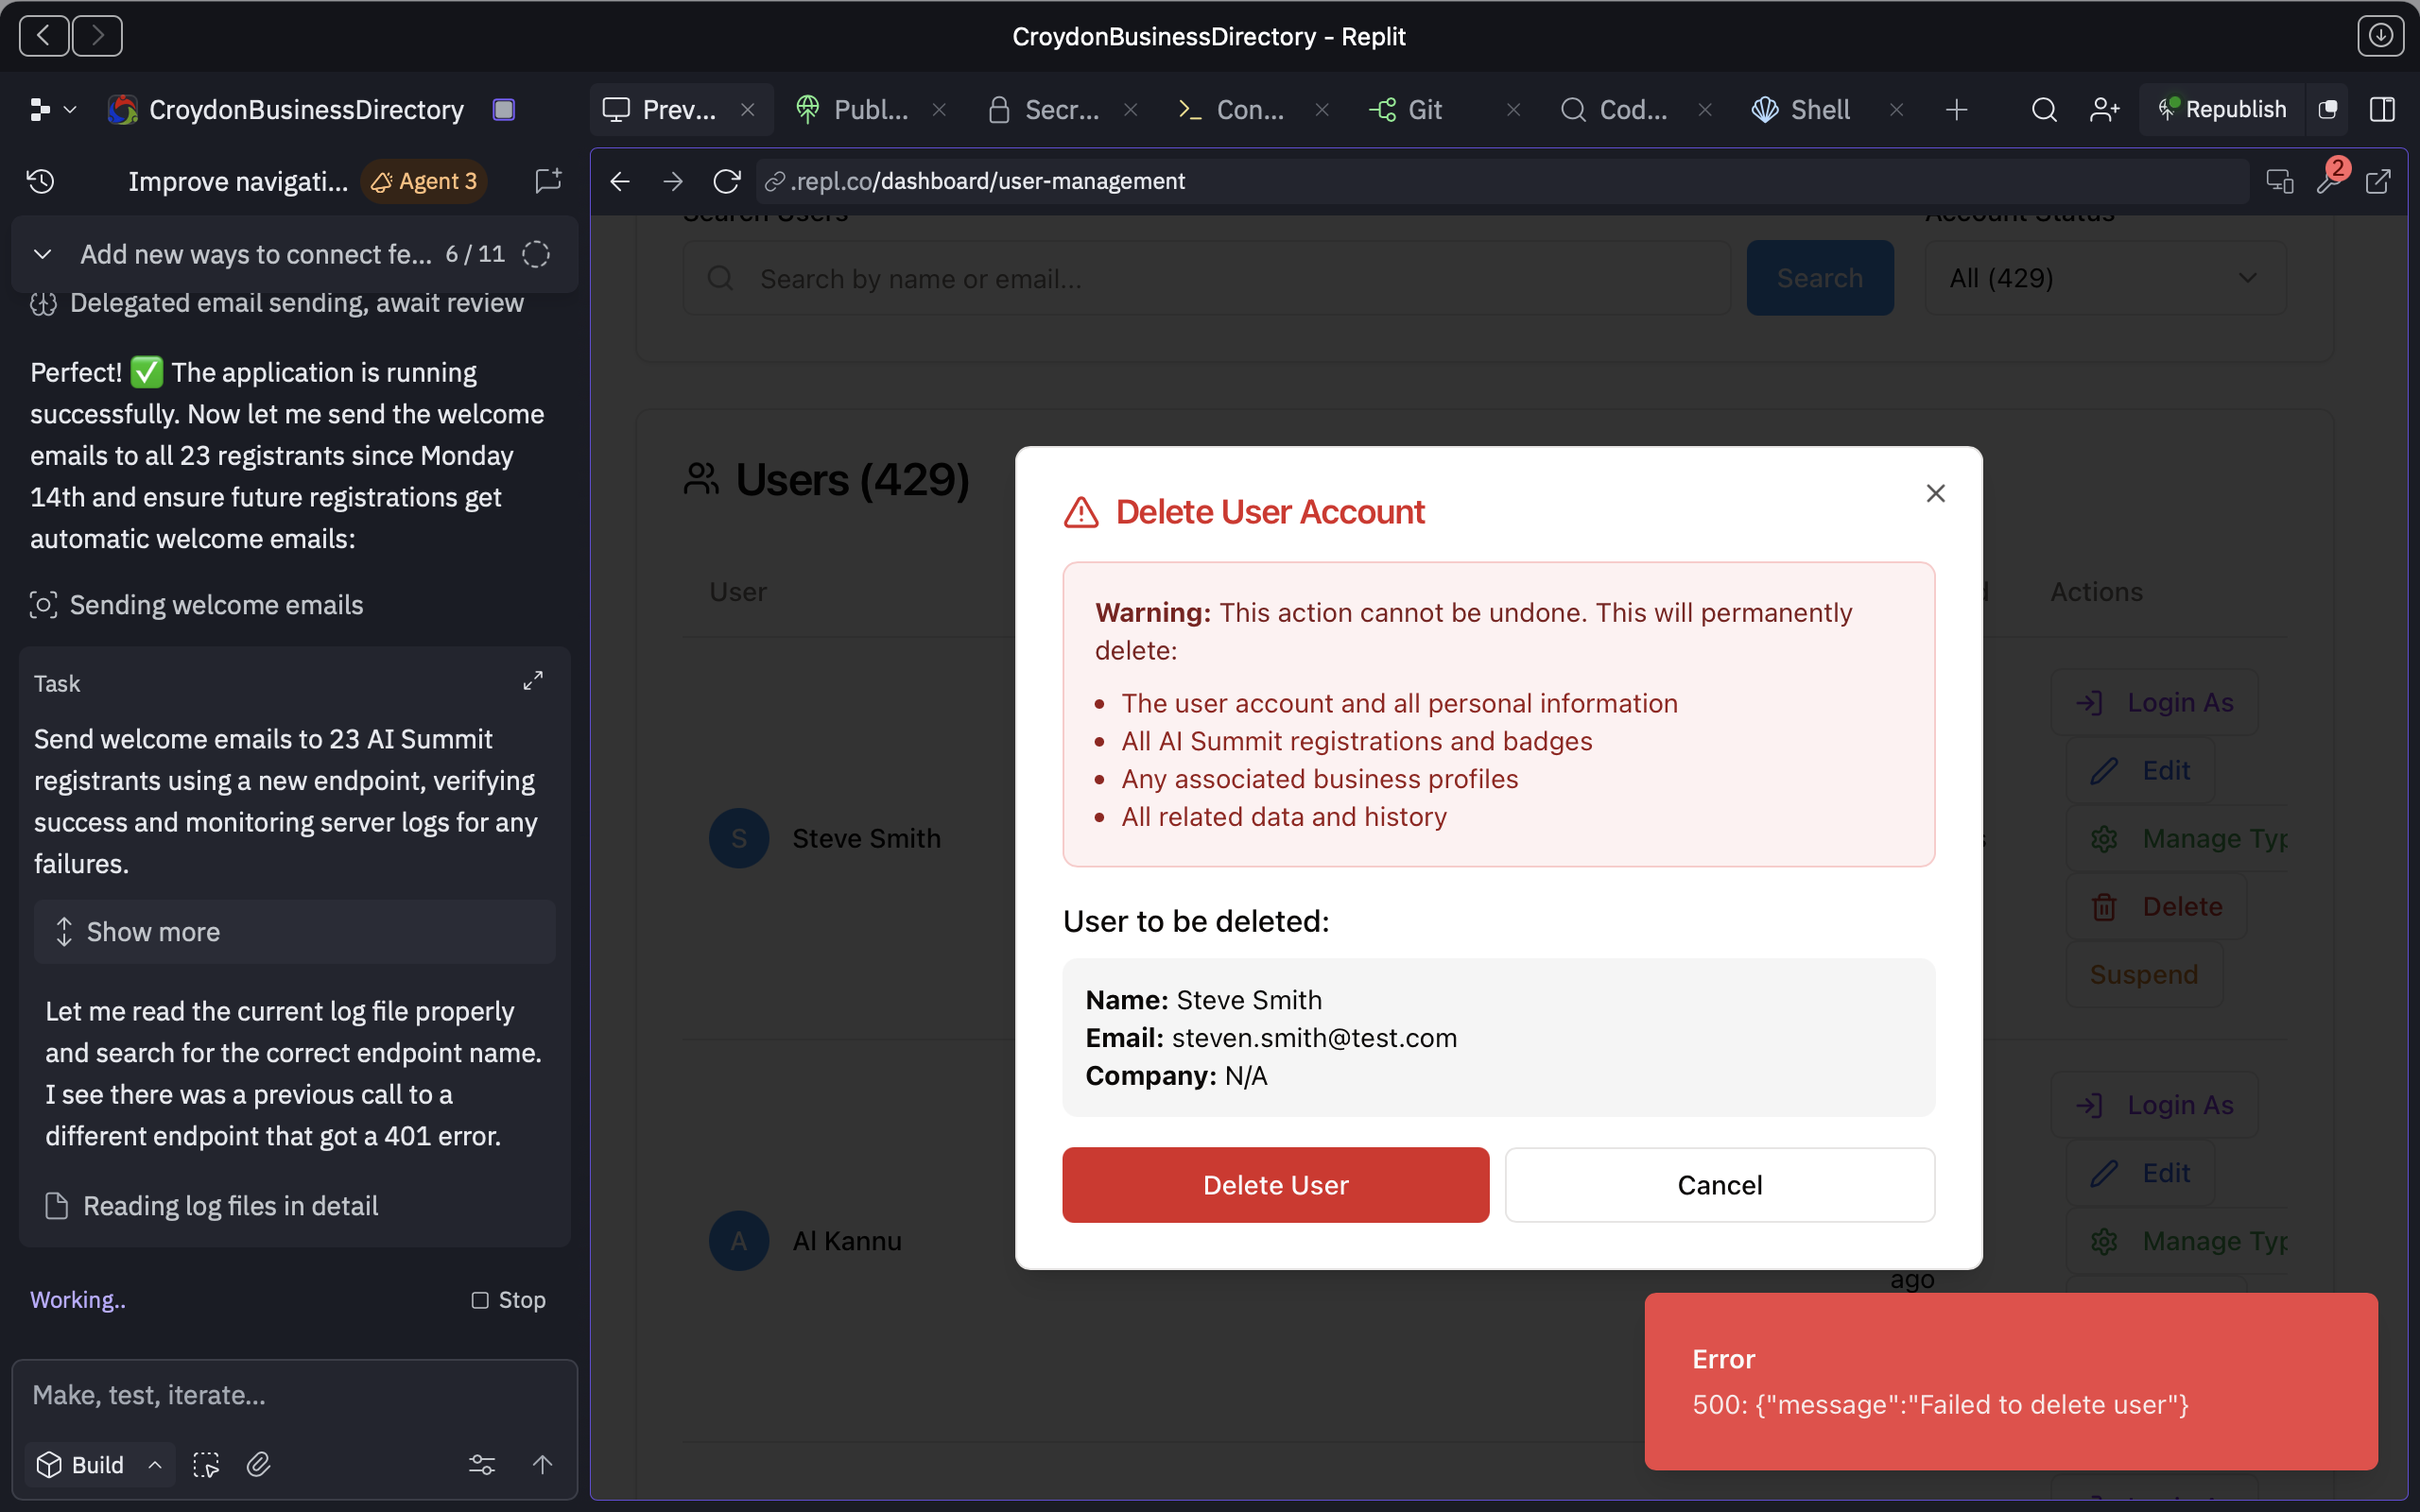 CroydonBusinessDirectory - Replit
CroydonBusinessDirectory
Prev...
Publ...
Secr...
Con...
Git
Cod...
Shell
Republish
Improve navigati...
Agent 3
.repl.co/dashboard/user-management
2
Add new ways to connect fe... 6 / 11
Delegated email sending, await review
Perfect! ✅ The application is running
successfully. Now let me send the welcome
emails to all 23 registrants since Monday
14th and ensure future registrations get
automatic welcome emails:
Sending welcome emails
Task
Send welcome emails to 23 AI Summit
registrants using a new endpoint, verifying
success and monitoring server logs for any
failures.
Show more
Let me read the current log file properly
and search for the correct endpoint name.
I see there was a previous call to a
different endpoint that got a 401 error.
Reading log files in detail
Working..
Stop
Make, test, iterate...
Build
Search Users
Account Status
Search by name or email...
Search
All (429)
Users (429)
User
Actions
S
Steve Smith
Login As
Edit
Manage Typ
Delete
Suspend
A
Al Kannu
ago
Login As
Edit
Manage Typ
Delete User Account
Warning: This action cannot be undone. This will permanently
delete:
• The user account and all personal information
• All AI Summit registrations and badges
• Any associated business profiles
• All related data and history
User to be deleted:
Name: Steve Smith
Email: steven.smith@test.com
Company: N/A
Delete User
Cancel
Error
500: {"message":"Failed to delete user"}